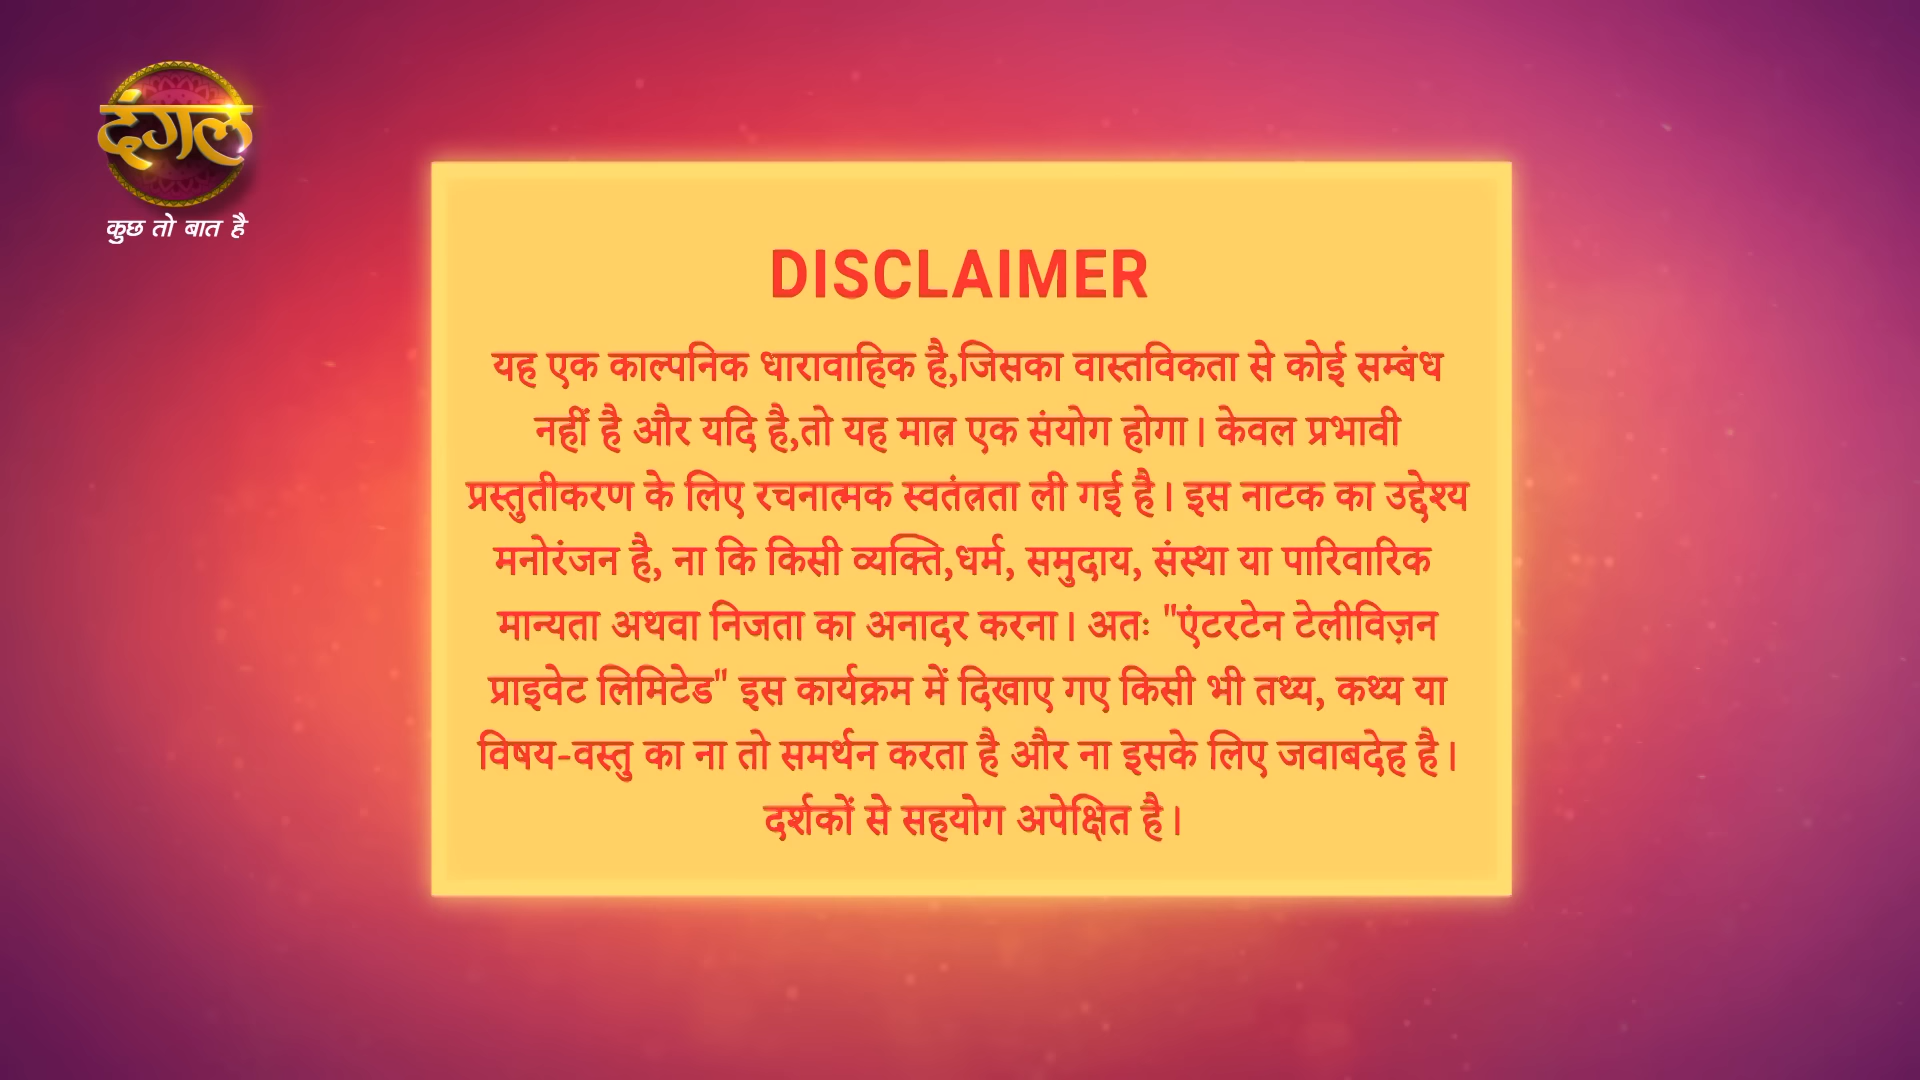 दंगल
कुछ तो बात है
DISCLAIMER
यह एक काल्पनिक धारावाहिक है,जिसका वास्तविकता से कोई सम्बंध
नहीं है और यदि है,तो यह मात्र एक संयोग होगा। केवल प्रभावी
प्रस्तुतीकरण के लिए रचनात्मक स्वतंत्रता ली गई है। इस नाटक का उद्देश्य
मनोरंजन है, ना कि किसी व्यक्ति,धर्म, समुदाय, संस्था या पारिवारिक
मान्यता अथवा निजता का अनादर करना। अतः "एंटरटेन टेलीविज़न
प्राइवेट लिमिटेड" इस कार्यक्रम में दिखाए गए किसी भी तथ्य, कथ्य या
विषय-वस्तु का ना तो समर्थन करता है और ना इसके लिए जवाबदेह है।
दर्शकों से सहयोग अपेक्षित है।